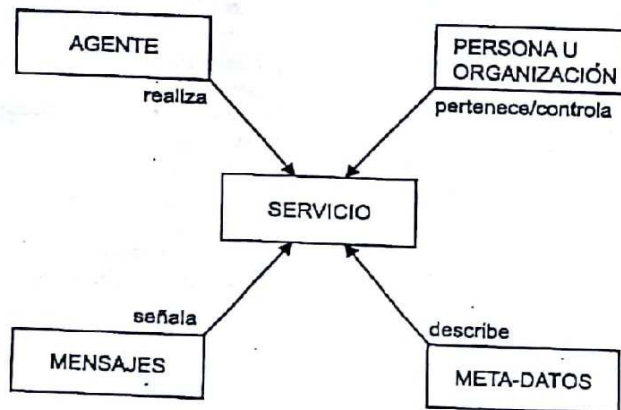 AGENTE
PERSONA U
ORGANIZACIÓN
realiza
pertenece/controla
SERVICIO
señala
describe
MENSAJES
META-DATOS